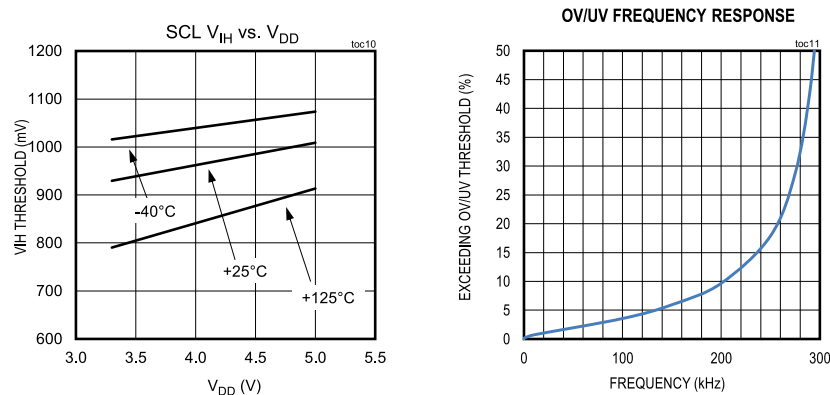 SCL VIH vs. VDD
toc10
VIH THRESHOLD (mV)
1200
1100
1000
900
800
700
600
-40°C
+25°C
+125°C
3.0 3.5 4.0 4.5 5.0 5.5
VDD (V)
OV/UV FREQUENCY RESPONSE
toc11
EXCEEDING OV/UV THRESHOLD (%)
50
45
40
35
30
25
20
15
10
5
0
0 100 200 300
FREQUENCY (kHz)